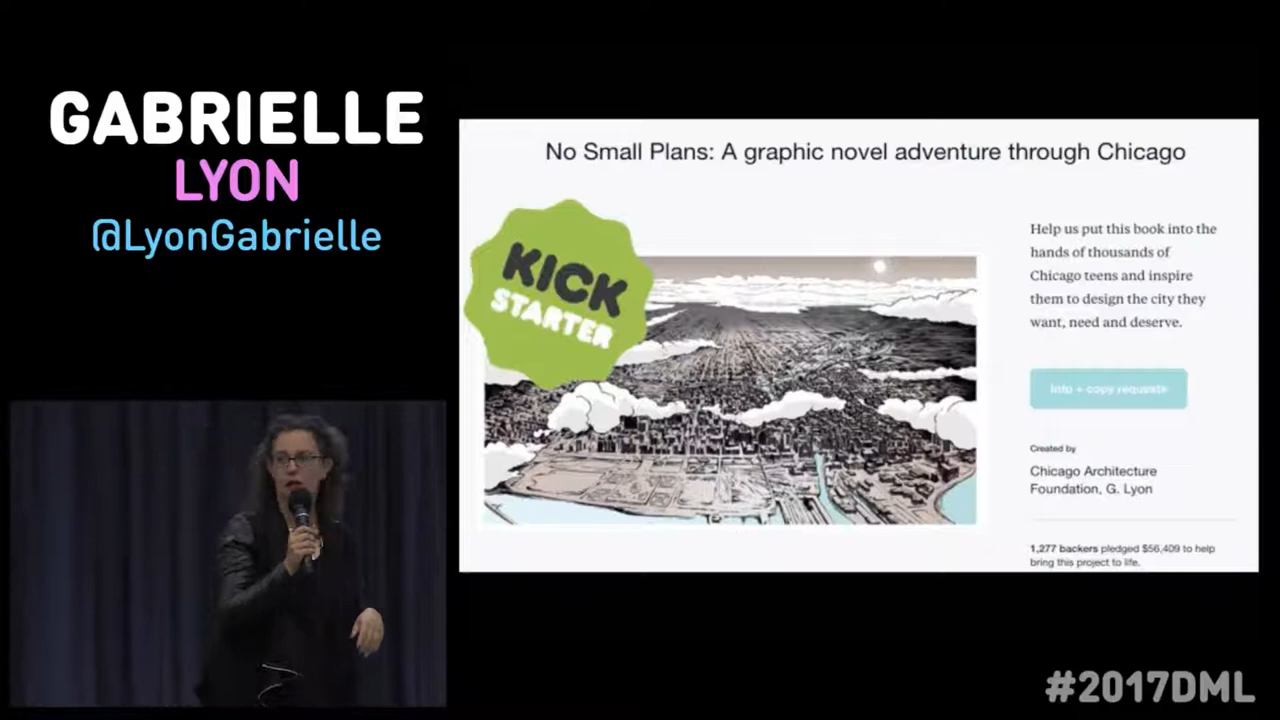 GABRIELLE
LYON
@LyonGabrielle
No Small Plans: A graphic novel adventure through Chicago
KICK
STARTER
Help us put this book into the
hands of thousands of
Chicago teens and inspire
them to design the city they
want, need and deserve.
Info + copy requests
Created by
Chicago Architecture
Foundation, G. Lyon
1,277 backers pledged $56,409 to help
bring this project to life.
#2017DML